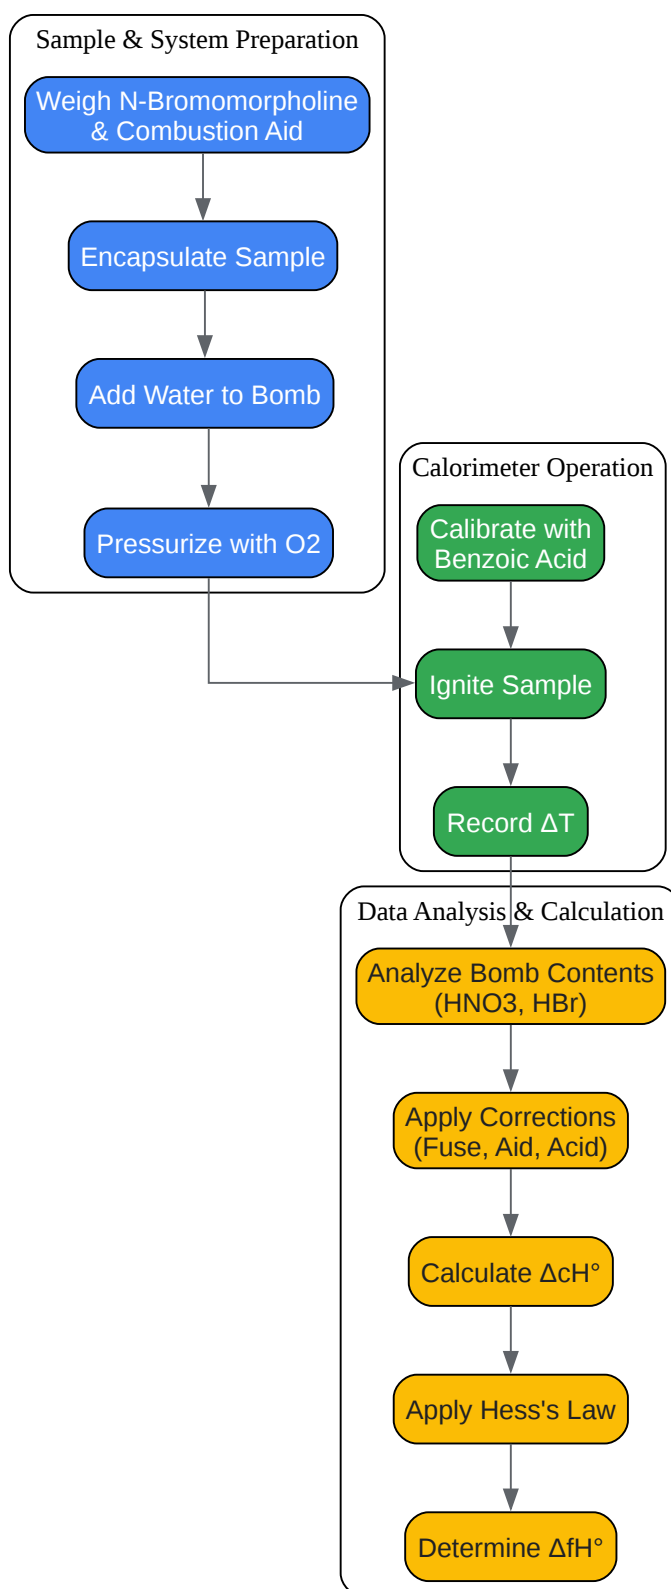 Sample & System Preparation
Weigh N-Bromomorpholine
& Combustion Aid
Encapsulate Sample
Add Water to Bomb
Pressurize with O2
Calorimeter Operation
Calibrate with
Benzoic Acid
Ignite Sample
Record ΔT
Data Analysis & Calculation
Analyze Bomb Contents
(HNO3, HBr)
Apply Corrections
(Fuse, Aid, Acid)
Calculate ΔcH°
Apply Hess's Law
Determine ΔfH°